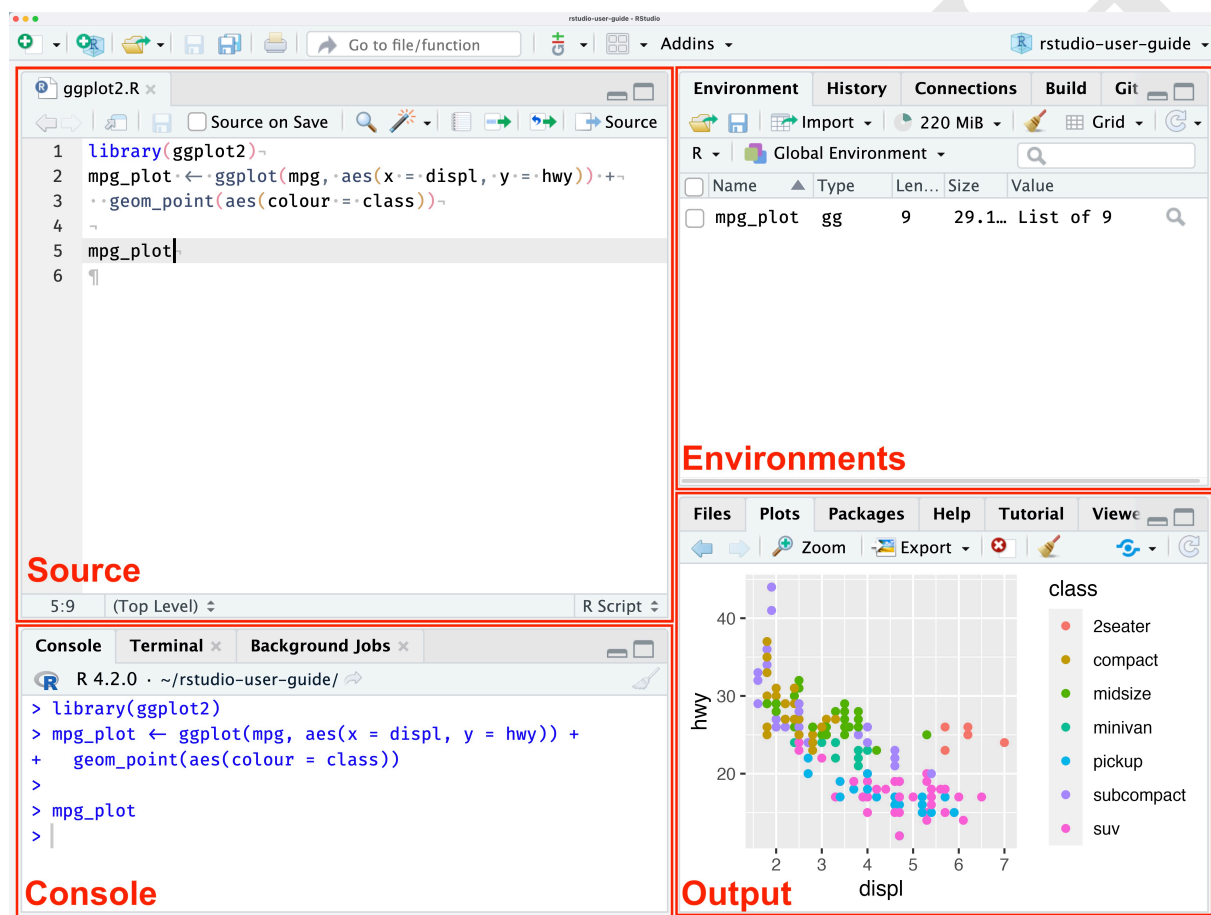 rstudio-user-guide - RStudio
Go to file/function
Addins
rstudio-user-guide
ggplot2.R
Source on Save
Source
1 library(ggplot2)¬
2 mpg_plot·←·ggplot(mpg,·aes(x·=·displ,·y·=·hwy))·+¬
3 ··geom_point(aes(colour·=·class))¬
4 ¬
5 mpg_plot¬
6 ¶
Source
5:9 (Top Level) R Script
Console Terminal Background Jobs
R 4.2.0 · ~/rstudio-user-guide/
> library(ggplot2)
> mpg_plot ← ggplot(mpg, aes(x = displ, y = hwy)) +
+   geom_point(aes(colour = class))
>
> mpg_plot
>
Console
Environment History Connections Build Git
Import 220 MiB Grid
R Global Environment
Name Type Len... Size Value
mpg_plot gg 9 29.1… List of 9
Environments
Files Plots Packages Help Tutorial Viewe
Zoom Export
class
2seater
compact
midsize
minivan
pickup
subcompact
suv
hwy
40
30
20
2 3 4 5 6 7
displ
Output